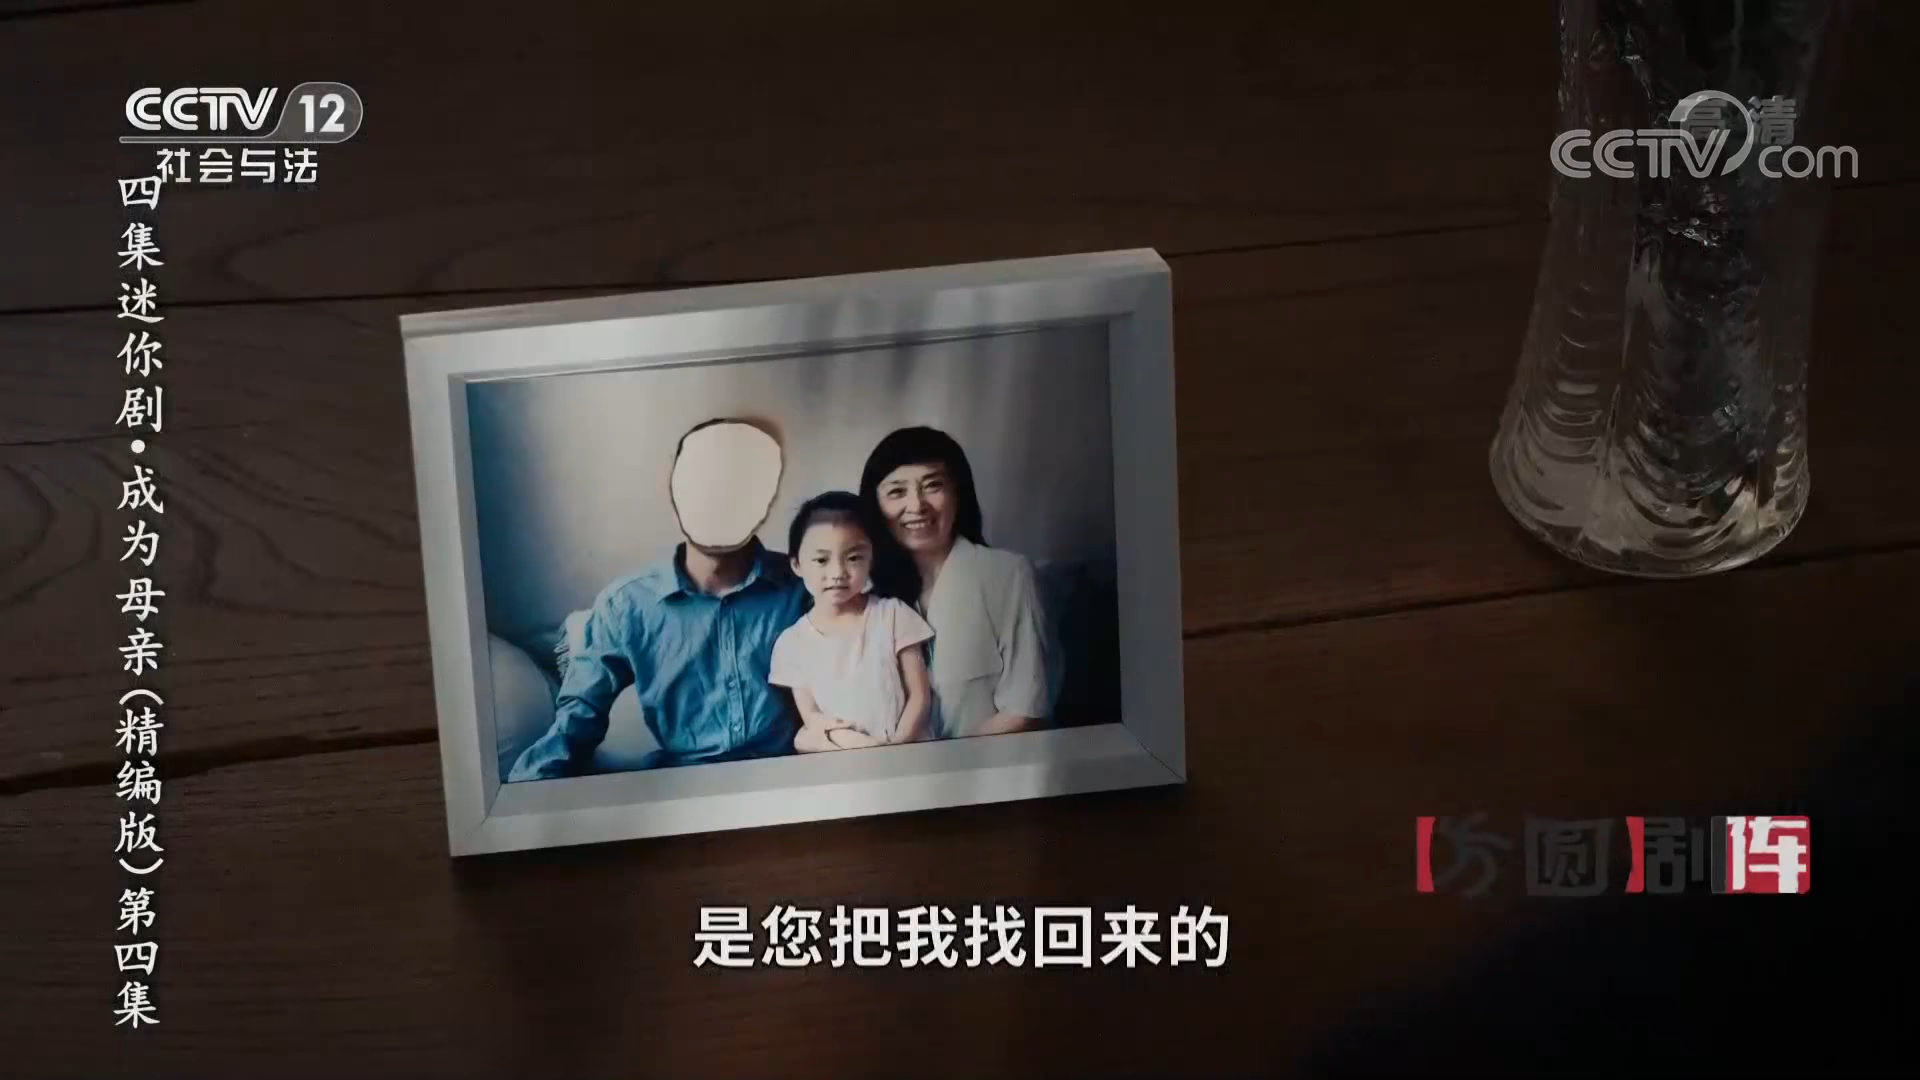 CCTV 12
社会与法
高清
CCTV com
四集迷你剧·成为母亲(精编版)第四集
【方圆】剧阵
是您把我找回来的